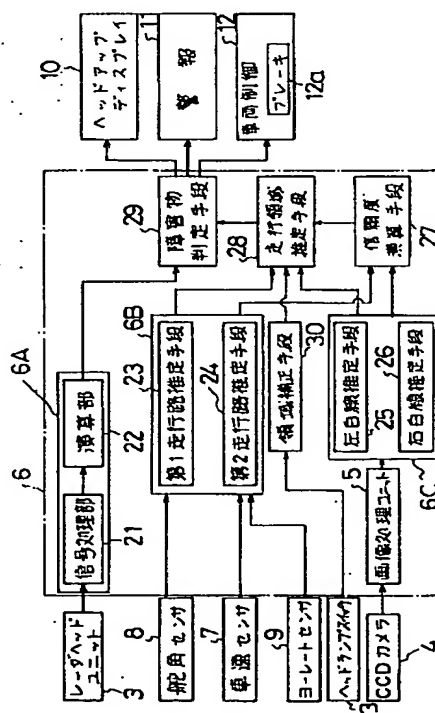 6
6A
レーダヘッド
ユニット
3
信号処理部
21
演算部
22
舵角センサ
8
車速センサ
7
ヨーレートセンサ
9
ヘッドランプスイッチ
3
CCDカメラ
4
画像処理ユニット
5
6B
第1走行路推定手段
23
第2走行路推定手段
24
領域補正手段
30
左白線推定手段
25
右白線推定手段
26
6C
障害物
判定手段
29
走行領域
推定手段
28
信頼度
演算手段
27
ヘッドアップ
ディスプレイ
10
警報
11
車両制御
ブレーキ
12
12a